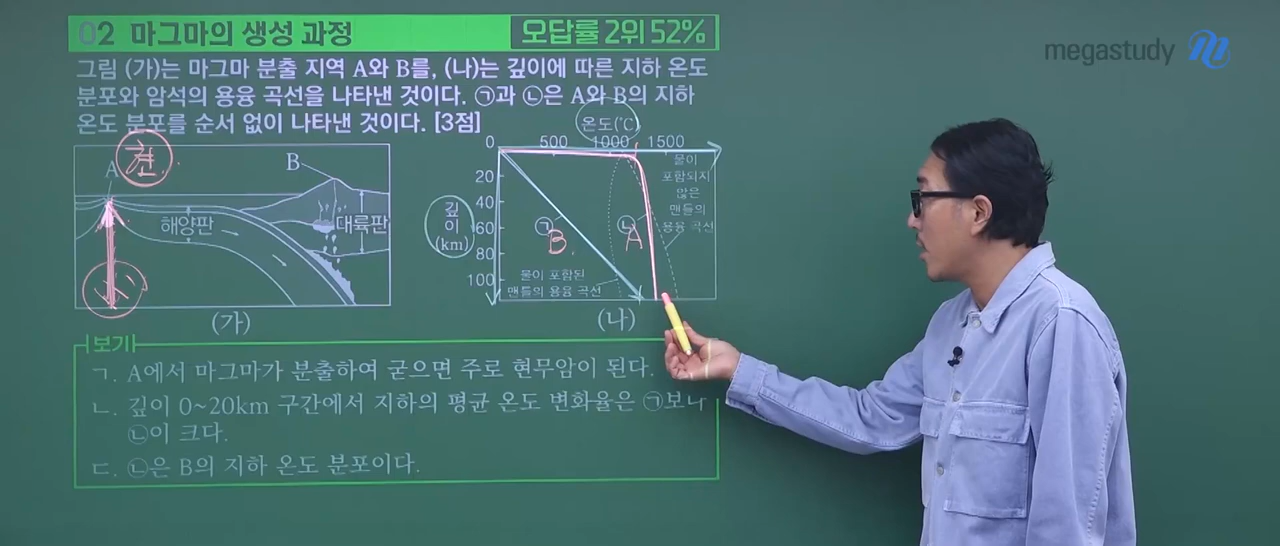 02 마그마의 생성 과정
오답률 2위 52%
megastudy
그림 (가)는 마그마 분출 지역 A와 B를, (나)는 깊이에 따른 지하 온도
분포와 암석의 용융 곡선을 나타낸 것이다. ㉠과 ㉡은 A와 B의 지하
온도 분포를 순서 없이 나타낸 것이다. [3점]
A
현.
B
해양판
대륙판
(가)
온도(℃)
0 500 1000 1500
20
40
60
80
100
깊이
(km)
㉠
B
㉡
A
물이
포함되지
않은
맨틀의
용융 곡선
물이 포함된
맨틀의 용융 곡선
(나)
보기
ㄱ. A에서 마그마가 분출하여 굳으면 주로 현무암이 된다.
ㄴ. 깊이 0~20km 구간에서 지하의 평균 온도 변화율은 ㉠보다
㉡이 크다.
ㄷ. ㉡은 B의 지하 온도 분포이다.